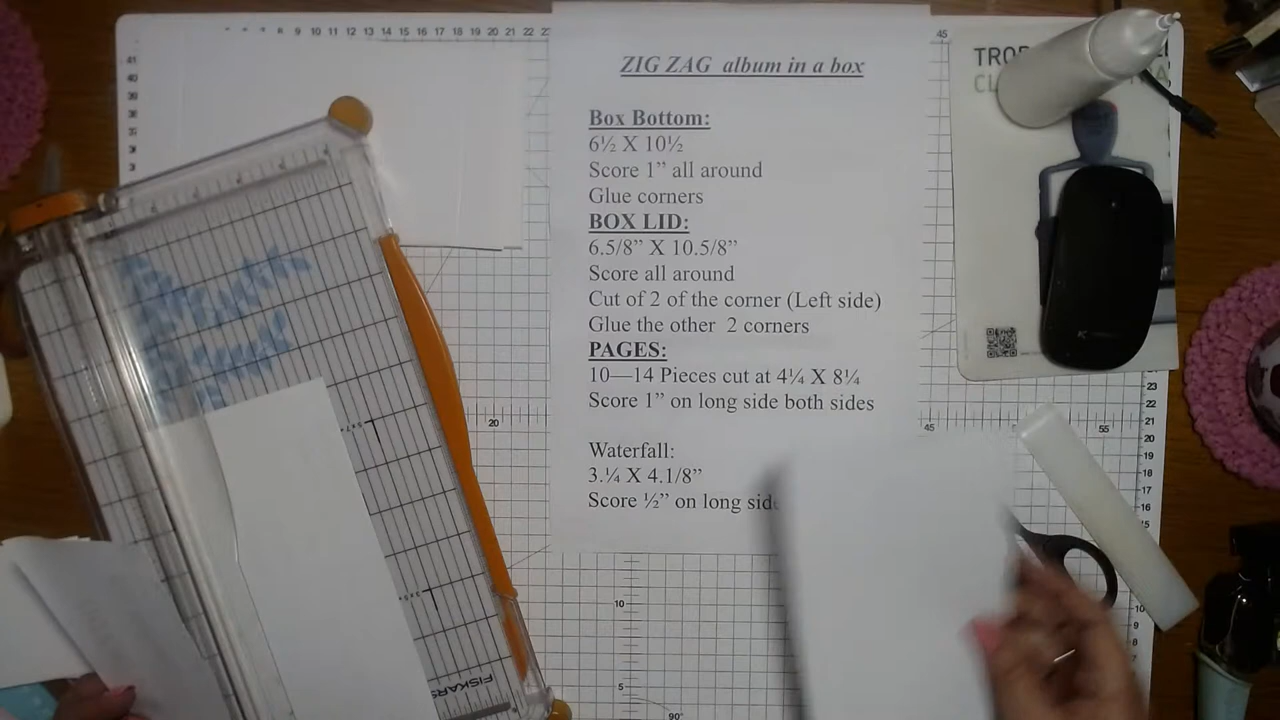 ZIG ZAG album in a box
Box Bottom:
6½ X 10½
Score 1” all around
Glue corners
BOX LID:
6.5/8” X 10.5/8”
Score all around
Cut of 2 of the corner (Left side)
Glue the other 2 corners
PAGES:
10—14 Pieces cut at 4¼ X 8¼
Score 1” on long side both sides
Waterfall:
3.¼ X 4.1/8”
Score ½” on long side
FISKARS